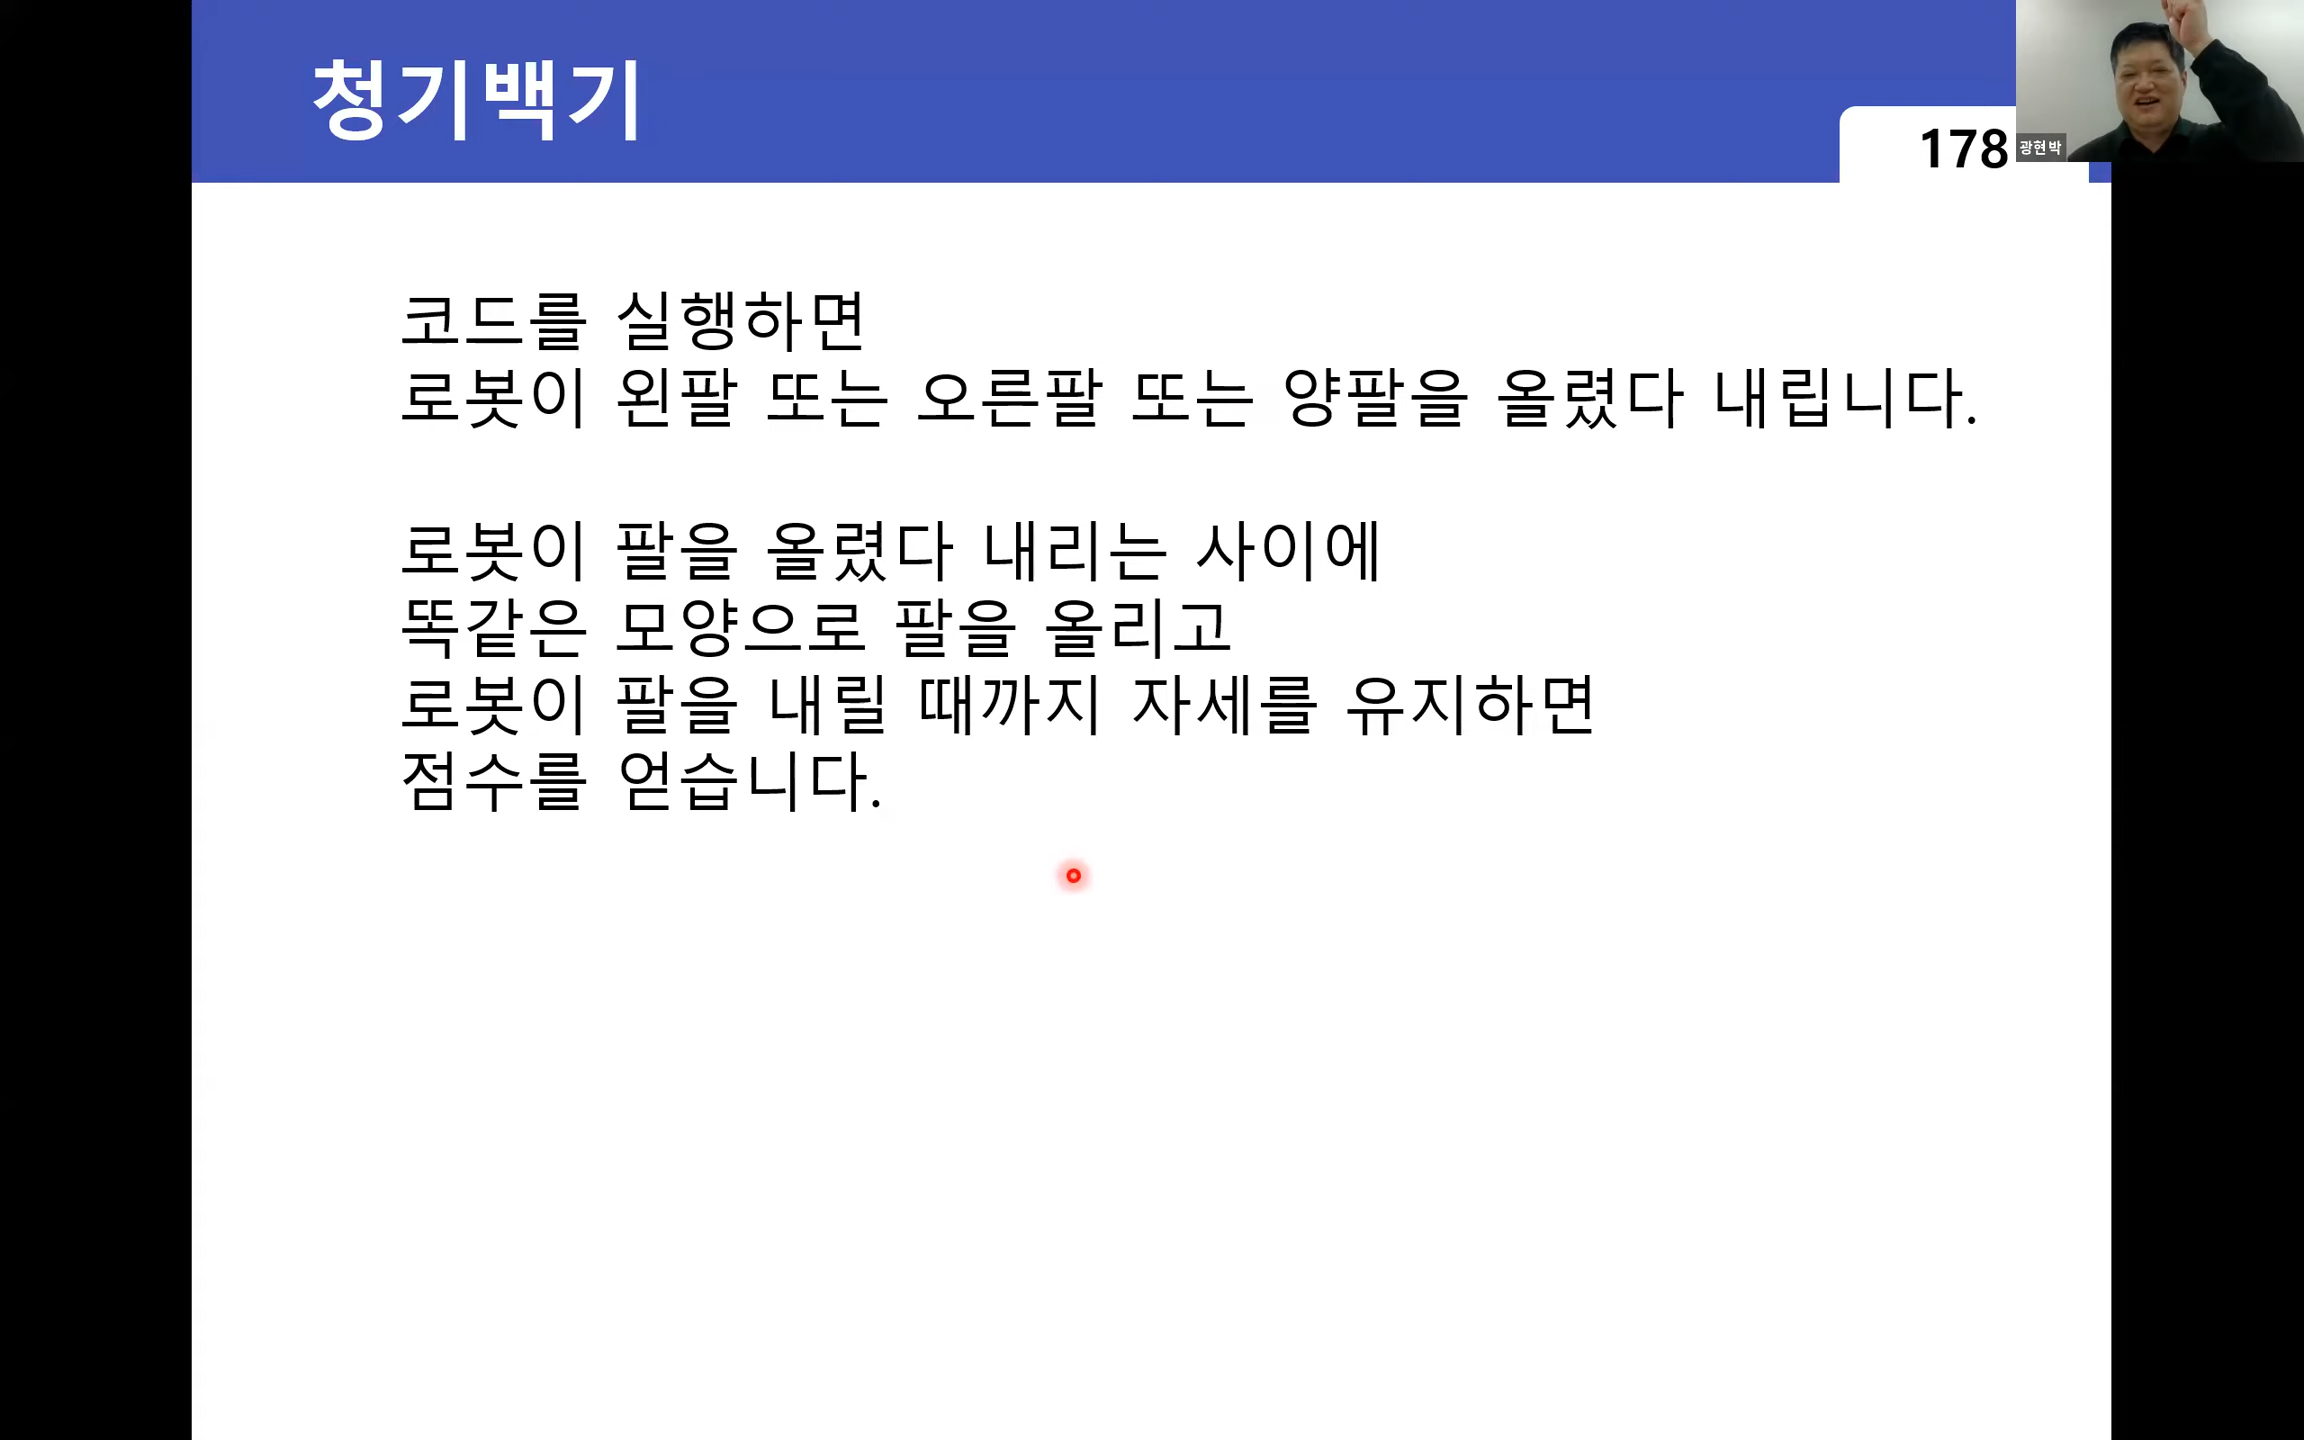 청기백기
178
광현박
코드를 실행하면
로봇이 왼팔 또는 오른팔 또는 양팔을 올렸다 내립니다.
로봇이 팔을 올렸다 내리는 사이에
똑같은 모양으로 팔을 올리고
로봇이 팔을 내릴 때까지 자세를 유지하면
점수를 얻습니다.